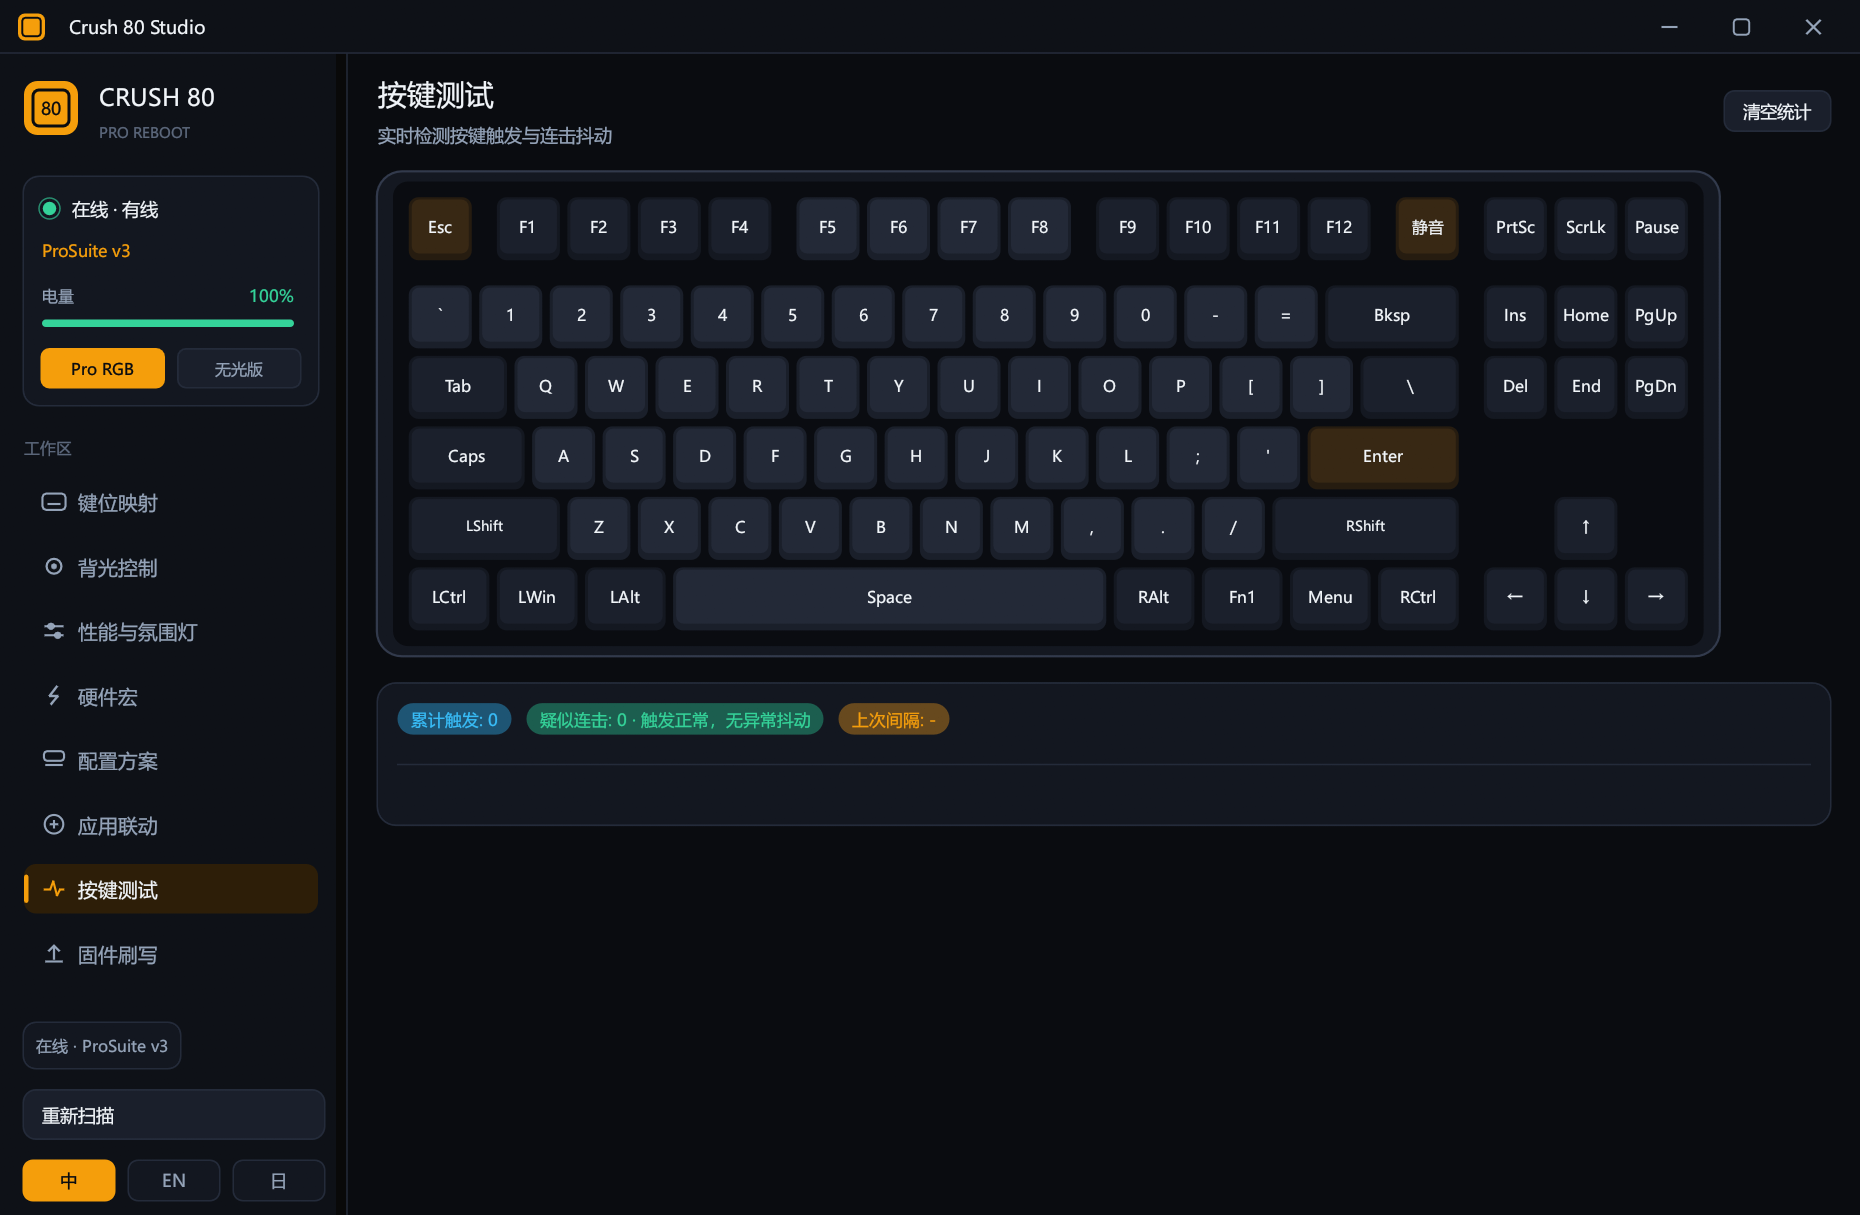 Crush 80 Studio
80
CRUSH 80
PRO REBOOT
在线 · 有线
ProSuite v3
电量 100%
Pro RGB 无光版
工作区
键位映射
背光控制
性能与氛围灯
硬件宏
配置方案
应用联动
按键测试
固件刷写
在线 · ProSuite v3
重新扫描
中 EN 日
按键测试
实时检测按键触发与连击抖动
清空统计
Esc F1 F2 F3 F4 F5 F6 F7 F8 F9 F10 F11 F12 静音 PrtSc ScrLk Pause
` 1 2 3 4 5 6 7 8 9 0 - = Bksp Ins Home PgUp
Tab Q W E R T Y U I O P [ ] \ Del End PgDn
Caps A S D F G H J K L ; ' Enter
LShift Z X C V B N M , . / RShift ↑
LCtrl LWin LAlt Space RAlt Fn1 Menu RCtrl ← ↓ →
累计触发: 0 疑似连击: 0 · 触发正常，无异常抖动 上次间隔: -